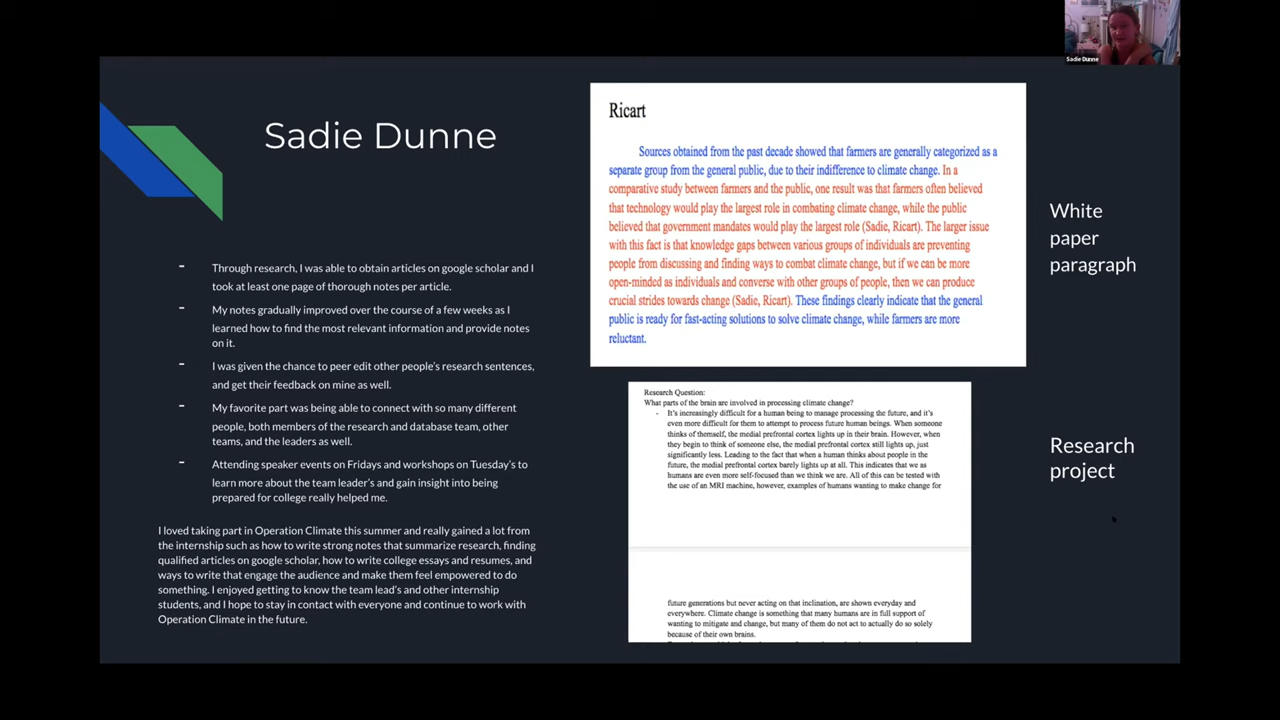 Sadie Dunne
Sadie Dunne
- Through research, I was able to obtain articles on google scholar and I
took at least one page of thorough notes per article.
- My notes gradually improved over the course of a few weeks as I
learned how to find the most relevant information and provide notes
on it.
- I was given the chance to peer edit other people's research sentences,
and get their feedback on mine as well.
- My favorite part was being able to connect with so many different
people, both members of the research and database team, other
teams, and the leaders as well.
- Attending speaker events on Fridays and workshops on Tuesday's to
learn more about the team leader's and gain insight into being
prepared for college really helped me.
I loved taking part in Operation Climate this summer and really gained a lot from
the internship such as how to write strong notes that summarize research, finding
qualified articles on google scholar, how to write college essays and resumes, and
ways to write that engage the audience and make them feel empowered to do
something. I enjoyed getting to know the team lead's and other internship
students, and I hope to stay in contact with everyone and continue to work with
Operation Climate in the future.
Ricart
Sources obtained from the past decade showed that farmers are generally categorized as a
separate group from the general public, due to their indifference to climate change. In a
comparative study between farmers and the public, one result was that farmers often believed
that technology would play the largest role in combating climate change, while the public
believed that government mandates would play the largest role (Sadie, Ricart). The larger issue
with this fact is that knowledge gaps between various groups of individuals are preventing
people from discussing and finding ways to combat climate change, but if we can be more
open-minded as individuals and converse with other groups of people, then we can produce
crucial strides towards change (Sadie, Ricart). These findings clearly indicate that the general
public is ready for fast-acting solutions to solve climate change, while farmers are more
reluctant.
White
paper
paragraph
Research Question:
What parts of the brain are involved in processing climate change?
- It's increasingly difficult for a human being to manage processing the future, and it's
even more difficult for them to attempt to process future human beings. When someone
thinks of themself, the medial prefrontal cortex lights up in their brain. However, when
they begin to think of someone else, the medial prefrontal cortex still lights up, just
significantly less. Leading to the fact that when a human thinks about people in the
future, the medial prefrontal cortex barely lights up at all. This indicates that we as
humans are even more self-focused than we think we are. All of this can be tested with
the use of an MRI machine, however, examples of humans wanting to make change for
future generations but never acting on that inclination, are shown everyday and
everywhere. Climate change is something that many humans are in full support of
wanting to mitigate and change, but many of them do not act to actually do so solely
because of their own brains.
Research
project